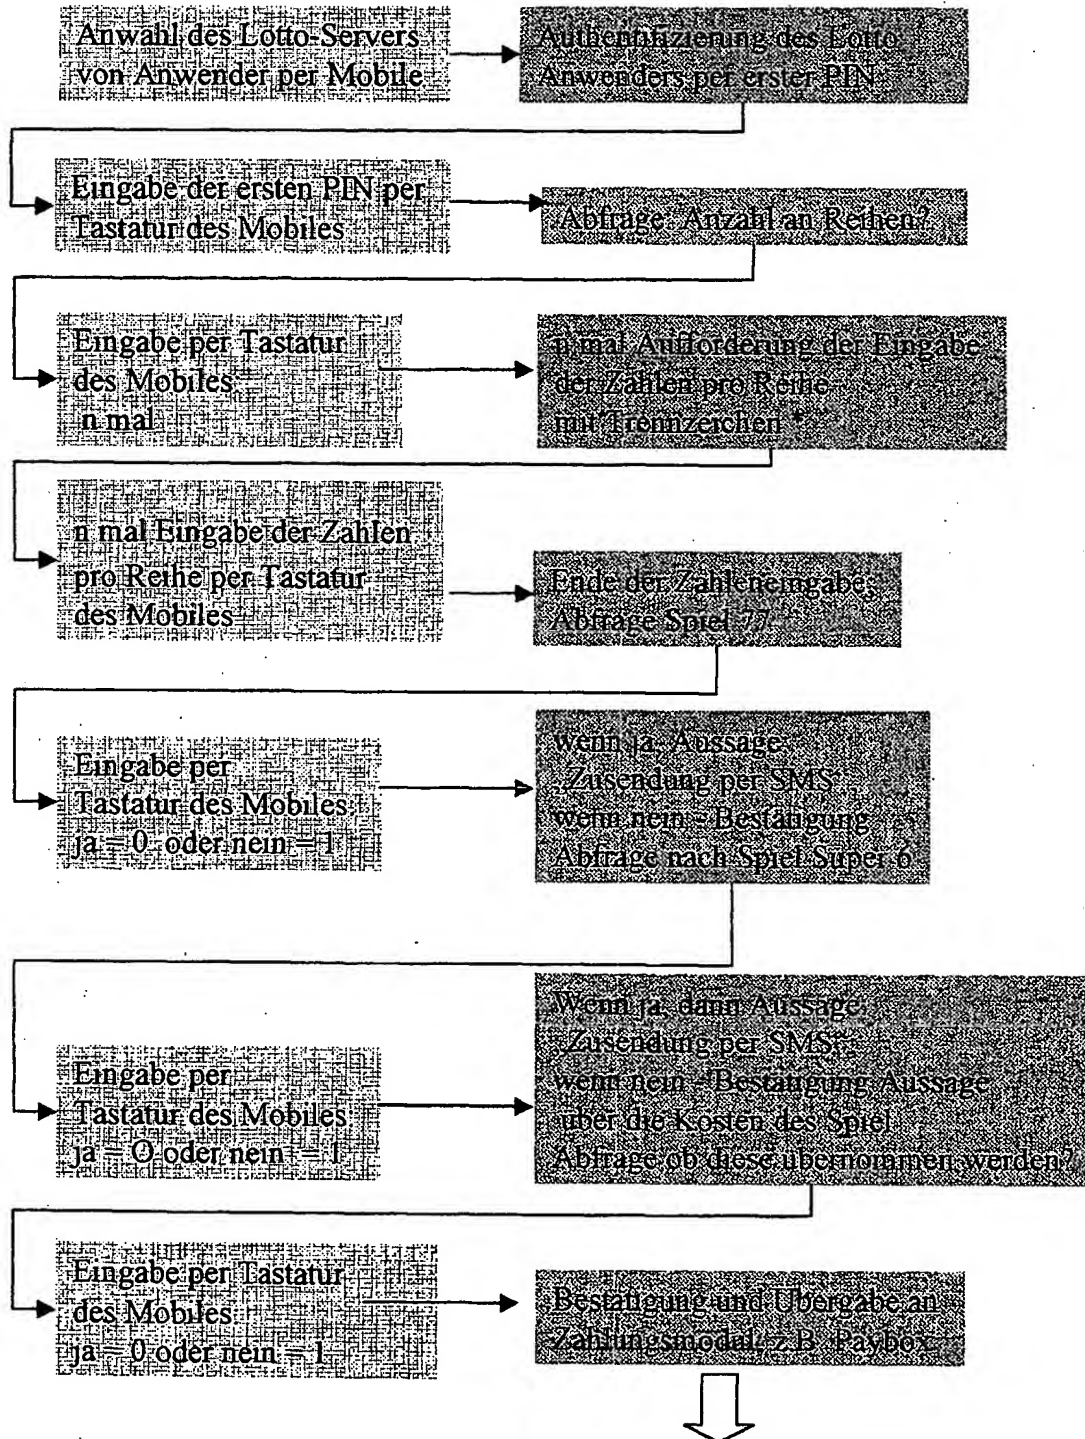 Anwahl des Lotto-Servers
von Anwender per Mobile
Authentifizierung des Lotto
Anwenders per erster PIN
Eingabe der ersten PIN per
Tastatur des Mobiles
Abfrage Anzahl an Reihen?
Eingabe per Tastatur
des Mobiles
n mal
n mal Aufforderung der Eingabe
der Zahlen pro Reihe
mit Trennzeichen *
n mal Eingabe der Zahlen
pro Reihe per Tastatur
des Mobiles
Ende der Zahleneingabe,
Abfrage Spiel 77
Eingabe per
Tastatur des Mobiles
ja = 0 oder nein = 1
wenn ja, Aussage
„Zusendung per SMS“
wenn nein - Bestätigung
Abfrage nach Spiel Super 6
Eingabe per
Tastatur des Mobiles
ja = O oder nein = 1
Wenn ja, dann Aussage
„Zusendung per SMS“
wenn nein - Bestätigung Aussage
über die Kosten des Spiel
Abfrage ob diese übernommen werden?
Eingabe per Tastatur
des Mobiles
ja = 0 oder nein = 1
Bestätigung und Übergabe an
Zahlungsmodul, z.B. Paybox